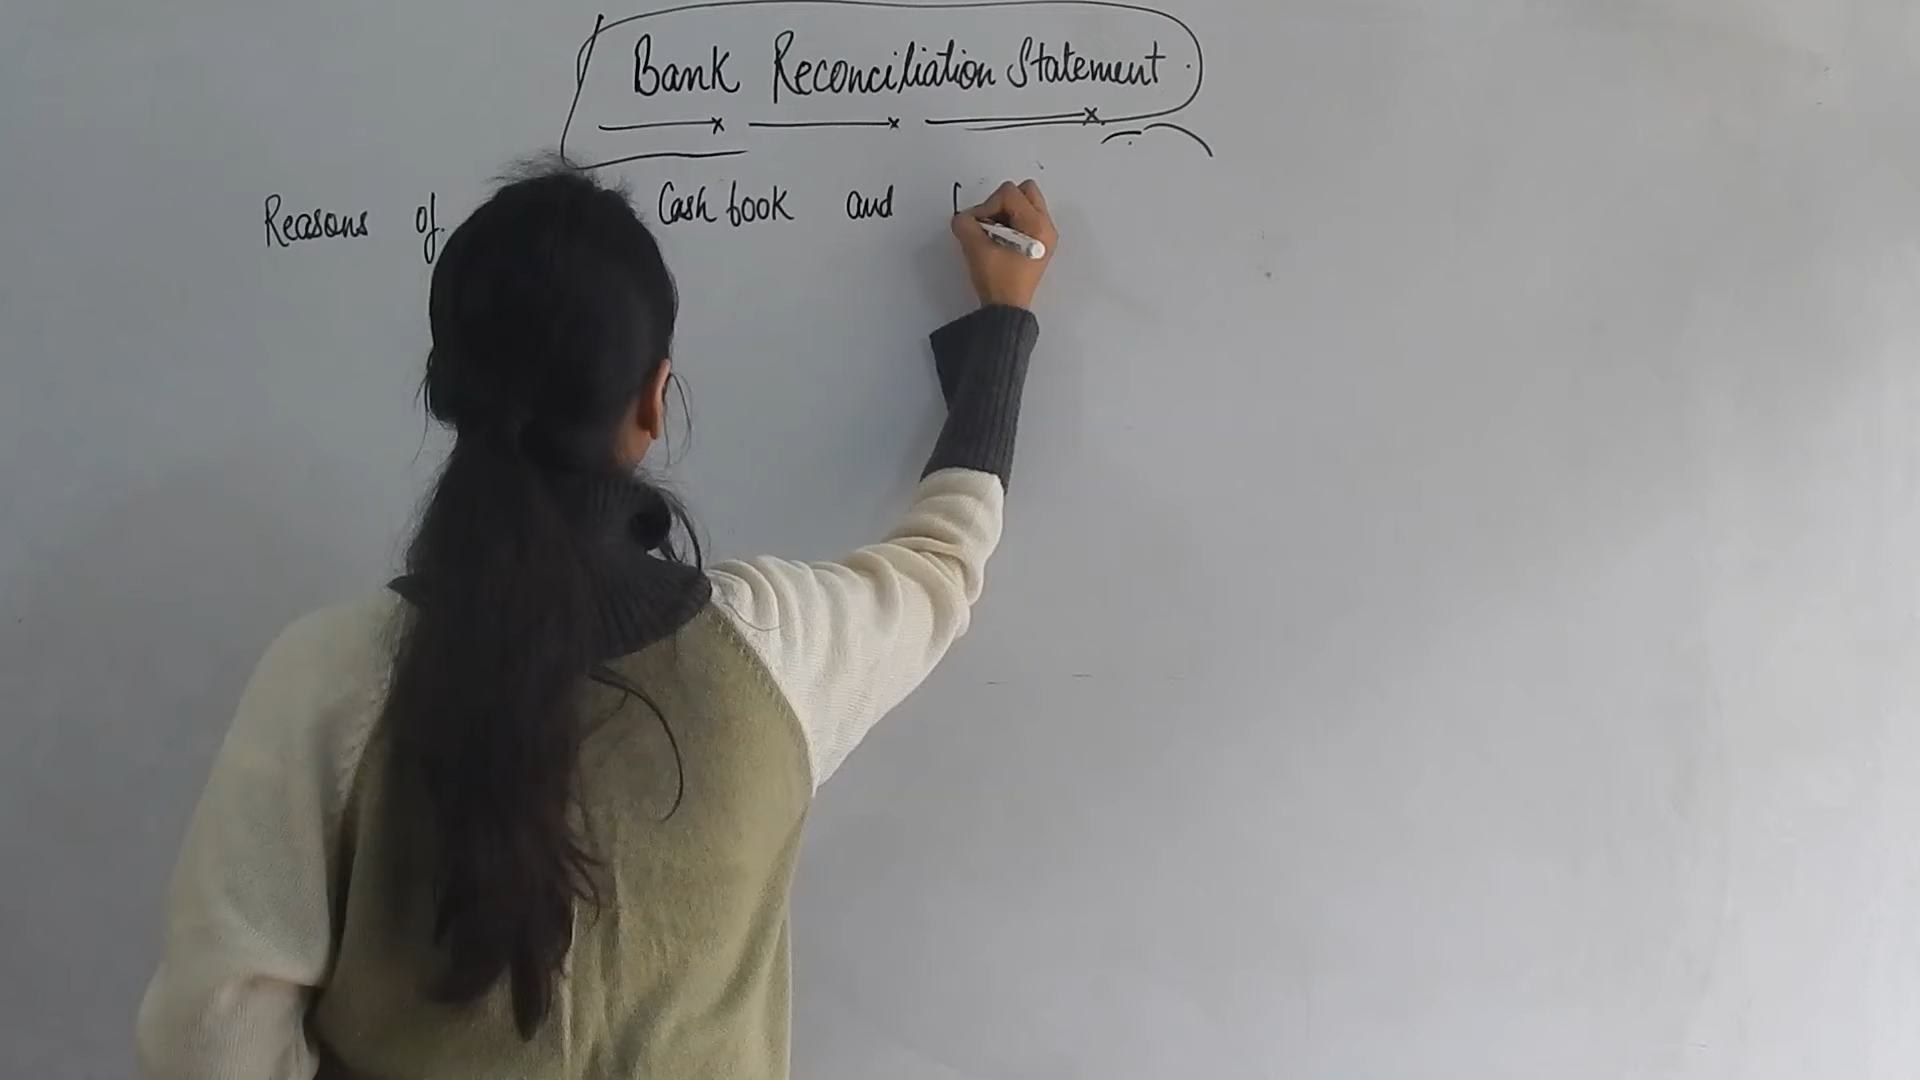 Bank Reconciliation Statement.
Reasons of Cash book and